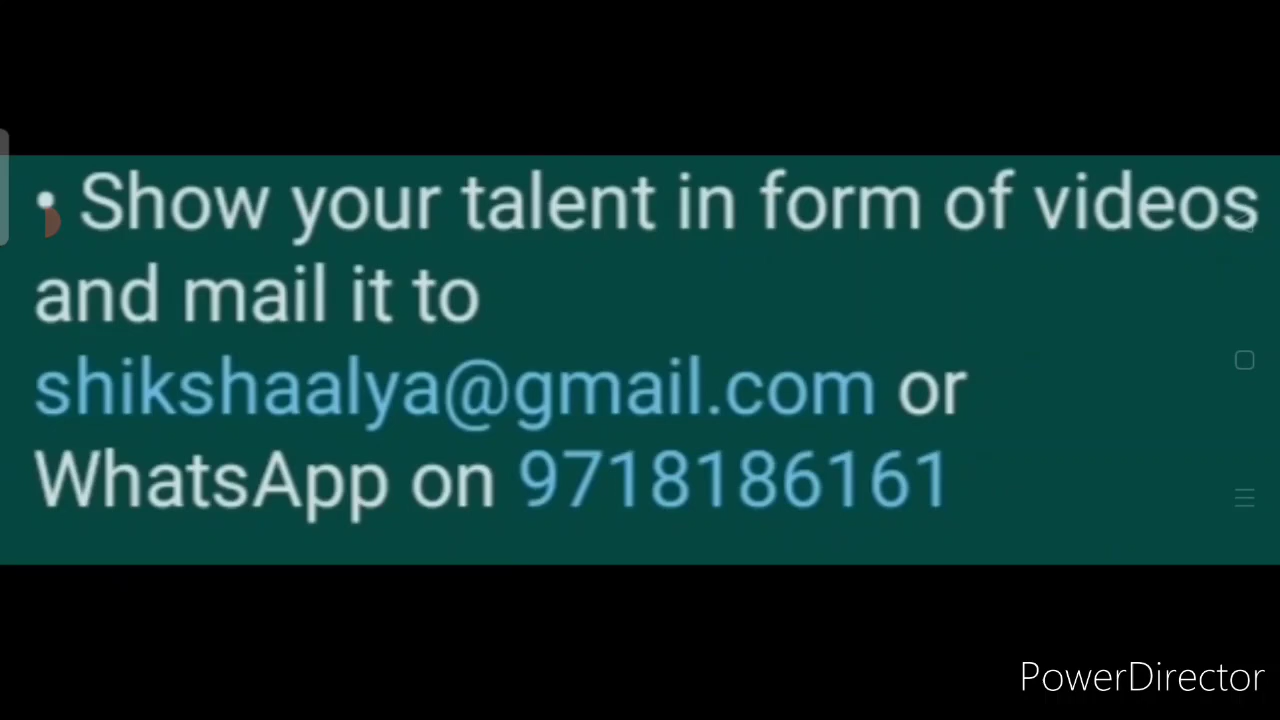 • Show your talent in form of videos
and mail it to
shikshaalya@gmail.com or
WhatsApp on 9718186161
PowerDirector